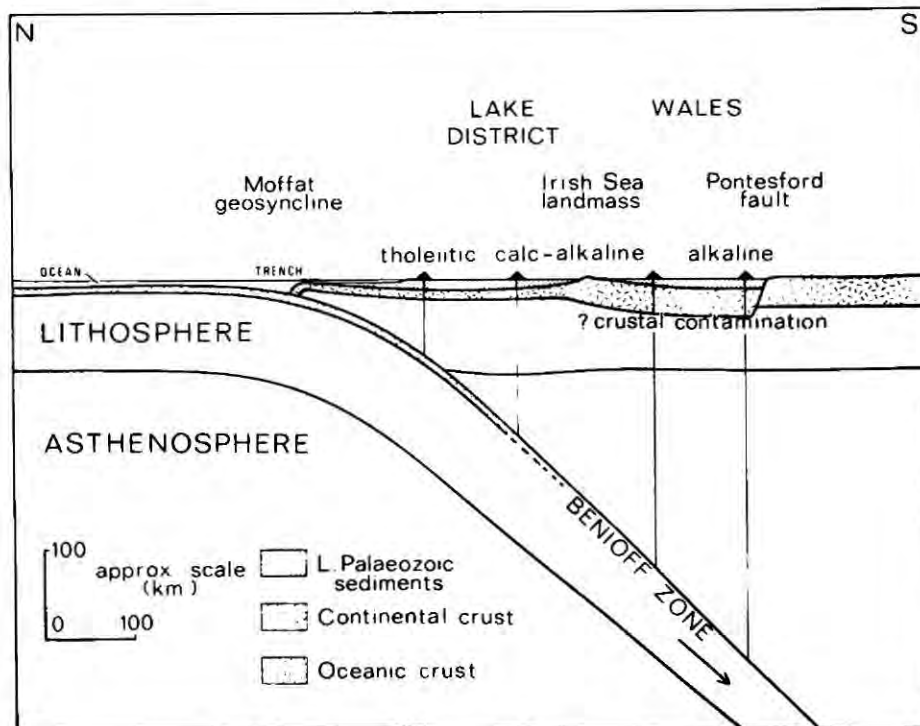 N
S
LAKE
DISTRICT
WALES
Moffat
geosyncline
Irish Sea
landmass
Pontesford
fault
tholeiitic calc-alkaline alkaline
OCEAN
TRENCH
? crustal contamination
LITHOSPHERE
ASTHENOSPHERE
BENIOFF ZONE
100
approx scale
(km)
0 100
L. Palaeozoic
sediments
Continental crust
Oceanic crust